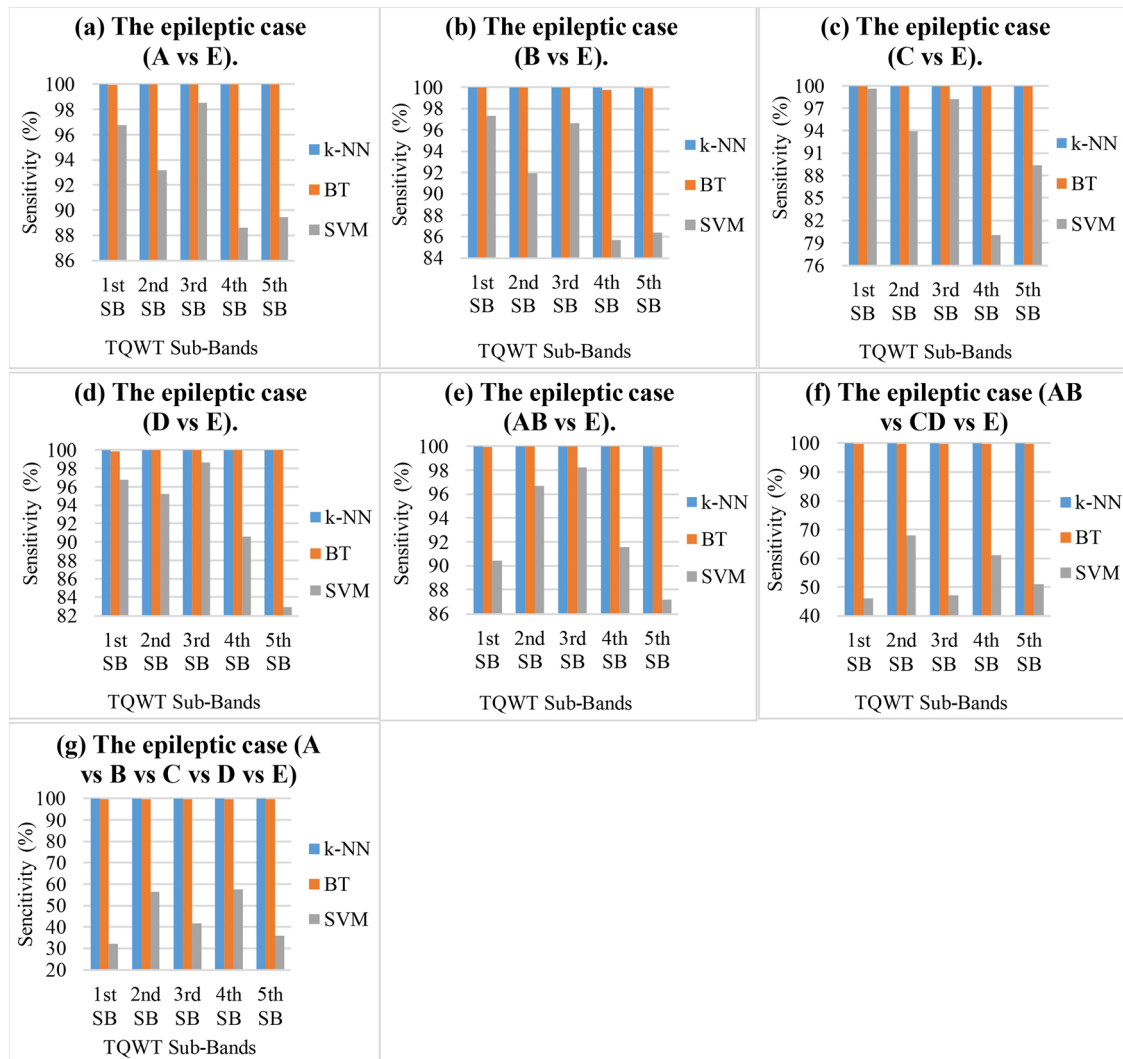 (a) The epileptic case
(A vs E).
100
98
96
94
92
90
88
86
Sensitivity (%)
1st
SB
2nd
SB
3rd
SB
4th
SB
5th
SB
TQWT Sub-Bands
k-NN
BT
SVM
(b) The epileptic case
(B vs E).
100
98
96
94
92
90
88
86
84
Sensitivity (%)
1st
SB
2nd
SB
3rd
SB
4th
SB
5th
SB
TQWT Sub-Bands
k-NN
BT
SVM
(c) The epileptic case
(C vs E).
100
97
94
91
88
85
82
79
76
Sensitivity (%)
1st
SB
2nd
SB
3rd
SB
4th
SB
5th
SB
TQWT Sub-Bands
k-NN
BT
SVM
(d) The epileptic case
(D vs E).
100
98
96
94
92
90
88
86
84
82
Sensitivity (%)
1st
SB
2nd
SB
3rd
SB
4th
SB
5th
SB
TQWT Sub-Bands
k-NN
BT
SVM
(e) The epileptic case
(AB vs E).
100
98
96
94
92
90
88
86
Sensitivity (%)
1st
SB
2nd
SB
3rd
SB
4th
SB
5th
SB
TQWT Sub-Bands
k-NN
BT
SVM
(f) The epileptic case (AB
vs CD vs E)
100
90
80
70
60
50
40
Sensitivity (%)
1st
SB
2nd
SB
3rd
SB
4th
SB
5th
SB
TQWT Sub-Bands
k-NN
BT
SVM
(g) The epileptic case (A
vs B vs C vs D vs E)
100
90
80
70
60
50
40
30
20
Sencitivity (%)
1st
SB
2nd
SB
3rd
SB
4th
SB
5th
SB
TQWT Sub-Bands
k-NN
BT
SVM